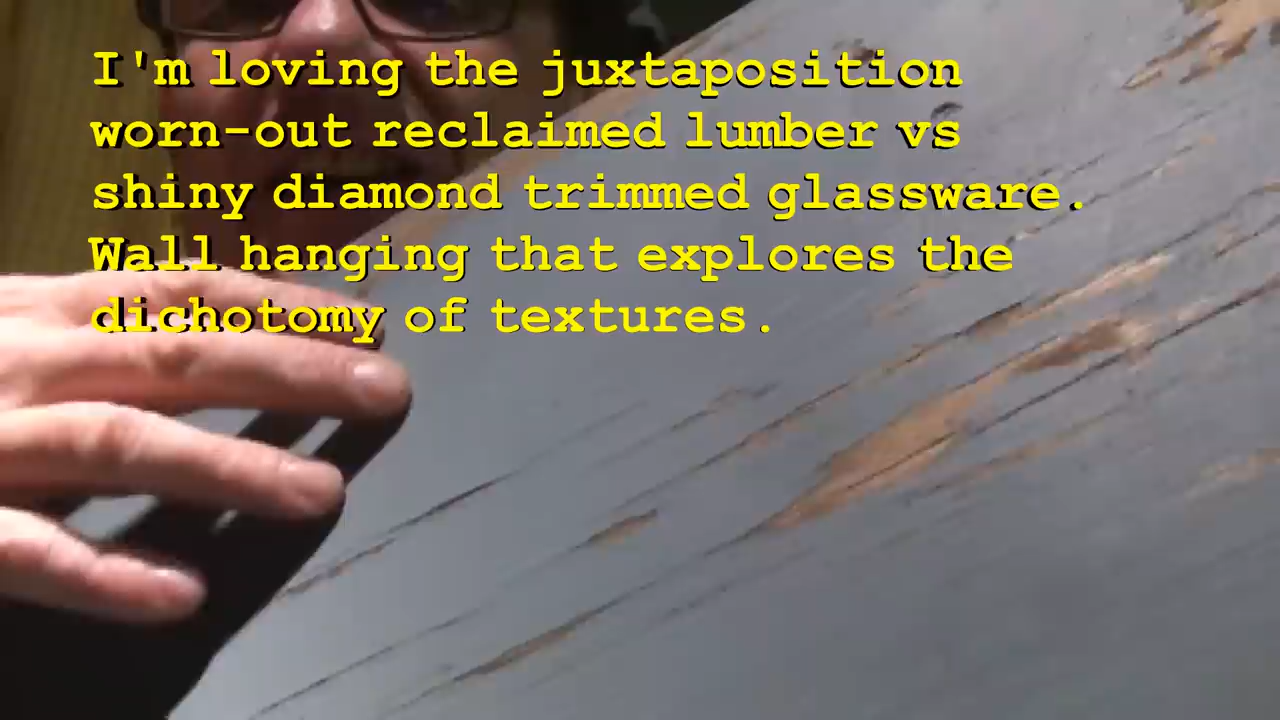 I'm loving the juxtaposition
worn-out reclaimed lumber vs
shiny diamond trimmed glassware.
Wall hanging that explores the
dichotomy of textures.